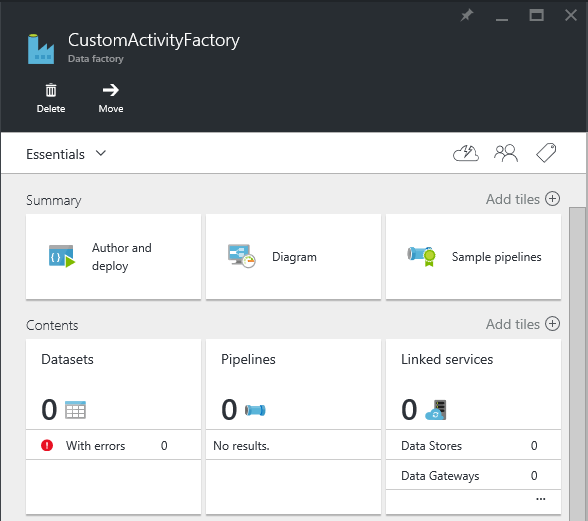 CustomActivityFactory
Data factory
Delete
Move
Essentials
Summary
Add tiles
Author and
deploy
Diagram
Sample pipelines
Contents
Add tiles
Datasets
0
With errors 0
Pipelines
0
No results.
Linked services
0
Data Stores 0
Data Gateways 0
...